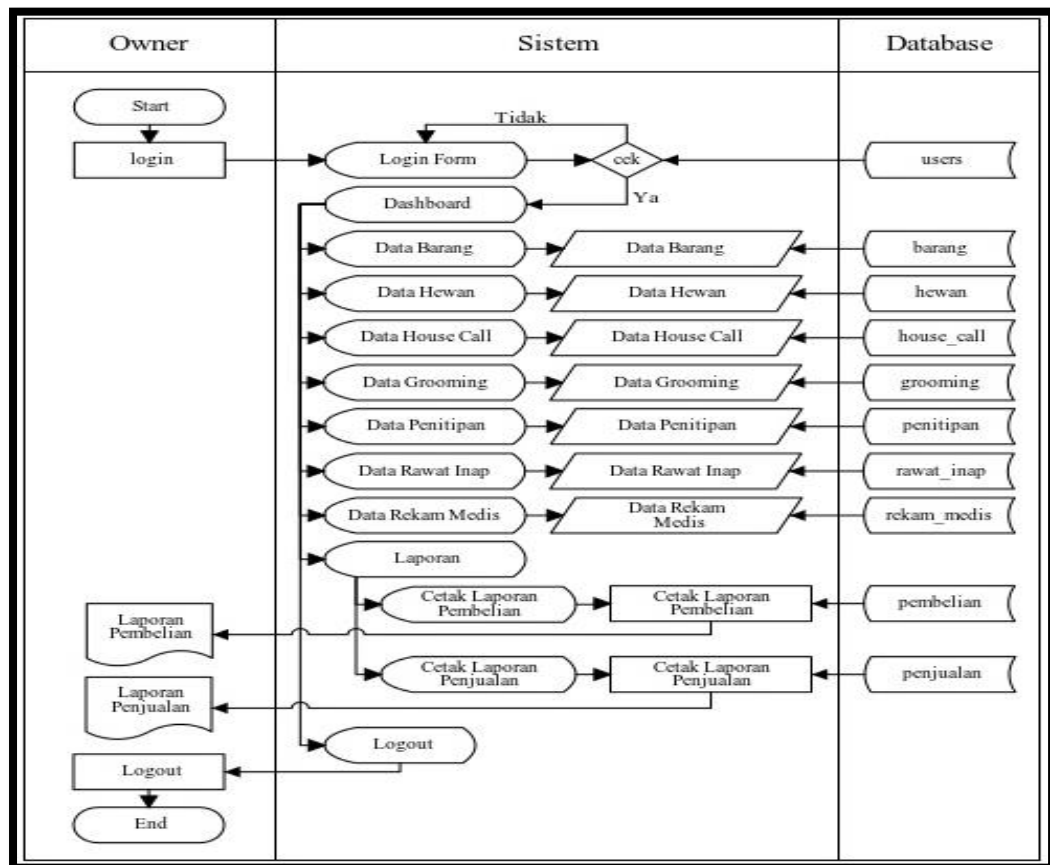 Owner
Sistem
Database
Start
Tidak
login
Login Form
cek
users
Ya
Dashboard
Data Barang
Data Barang
barang
Data Hewan
Data Hewan
hewan
Data House Call
Data House Call
house_call
Data Grooming
Data Grooming
grooming
Data Penitipan
Data Penitipan
penitipan
Data Rawat Inap
Data Rawat Inap
rawat_inap
Data Rekam Medis
Data Rekam
Medis
rekam_medis
Laporan
Cetak Laporan
Pembelian
Cetak Laporan
Pembelian
pembelian
Laporan
Pembelian
Cetak Laporan
Penjualan
Cetak Laporan
Penjualan
penjualan
Laporan
Penjualan
Logout
Logout
End